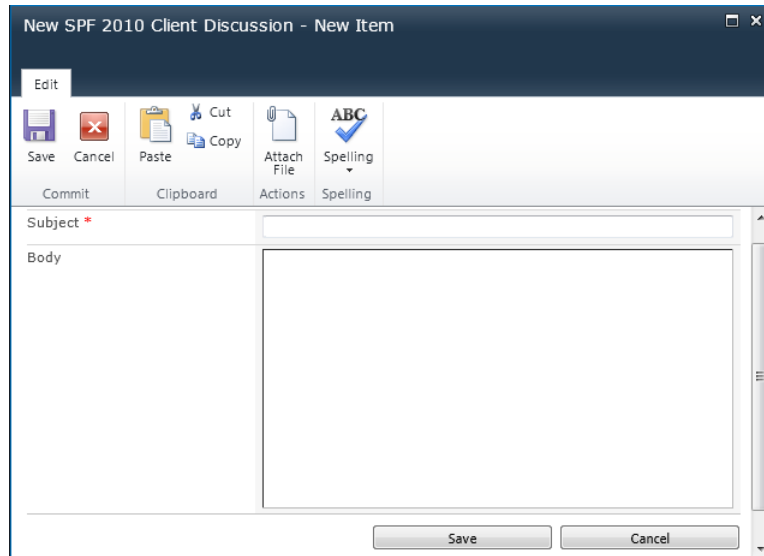 New SPF 2010 Client Discussion - New Item
Edit
Save
Cancel
Paste
Cut
Copy
Attach
File
ABC
Spelling
Commit
Clipboard
Actions
Spelling
Subject *
Body
Save
Cancel